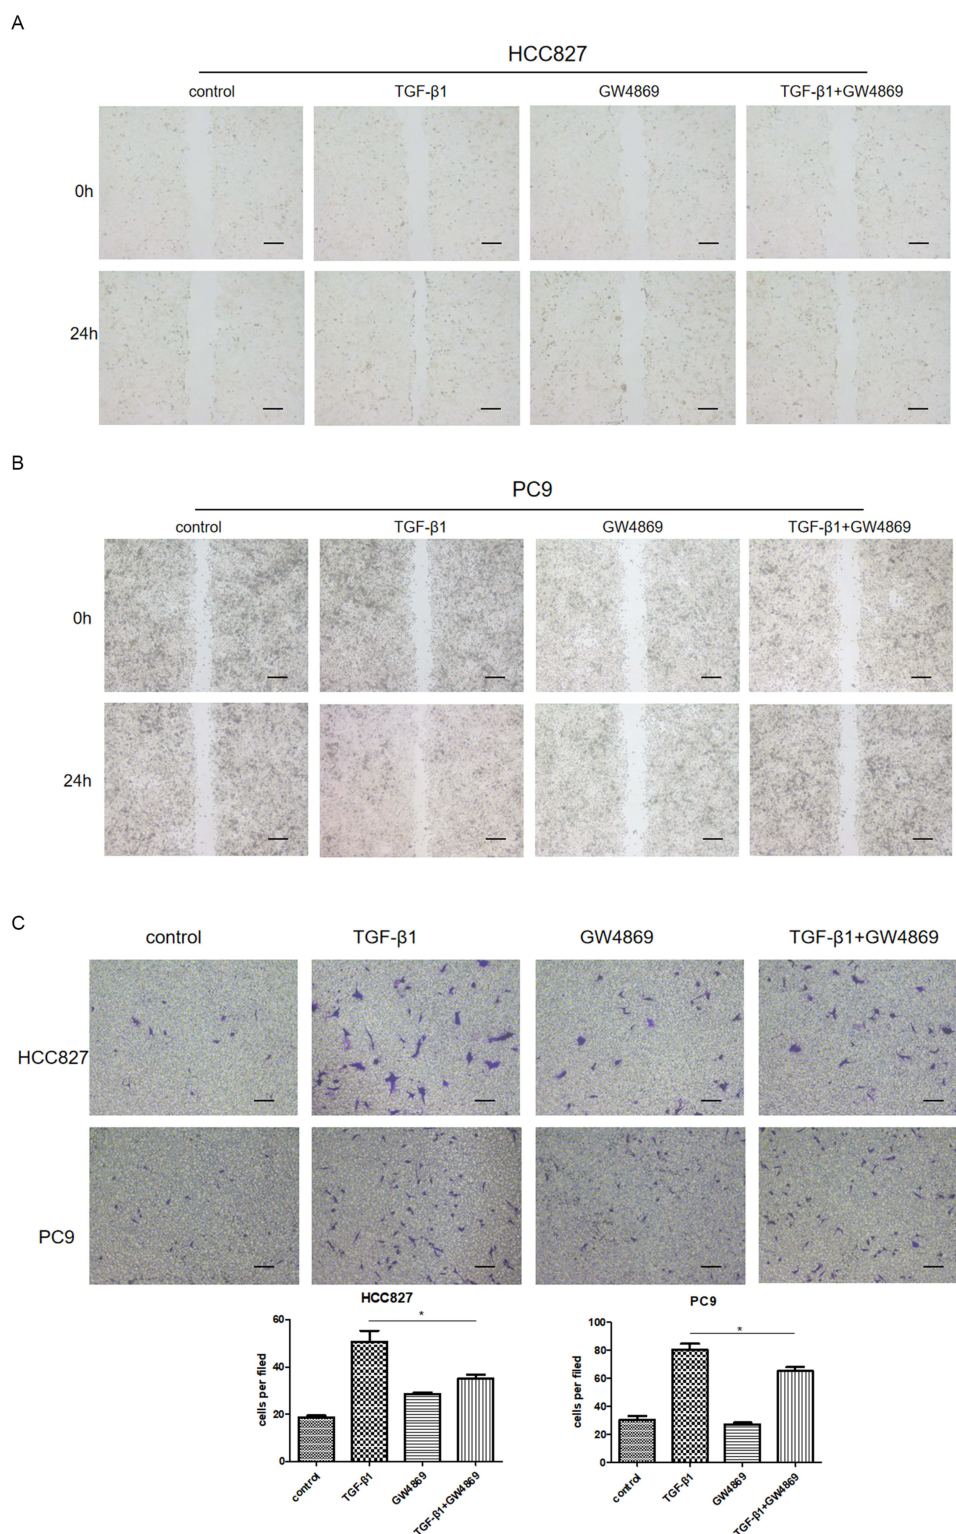 A
HCC827
control TGF-β1 GW4869 TGF-β1+GW4869
0h
24h
B
PC9
control TGF-β1 GW4869 TGF-β1+GW4869
0h
24h
C
control TGF-β1 GW4869 TGF-β1+GW4869
HCC827
PC9
HCC827
*
cells per filed
60
40
20
0
control TGF-β1 GW4869 TGF-β1+GW4869
PC9
*
cells per filed
100
80
60
40
20
0
control TGF-β1 GW4869 TGF-β1+GW4869